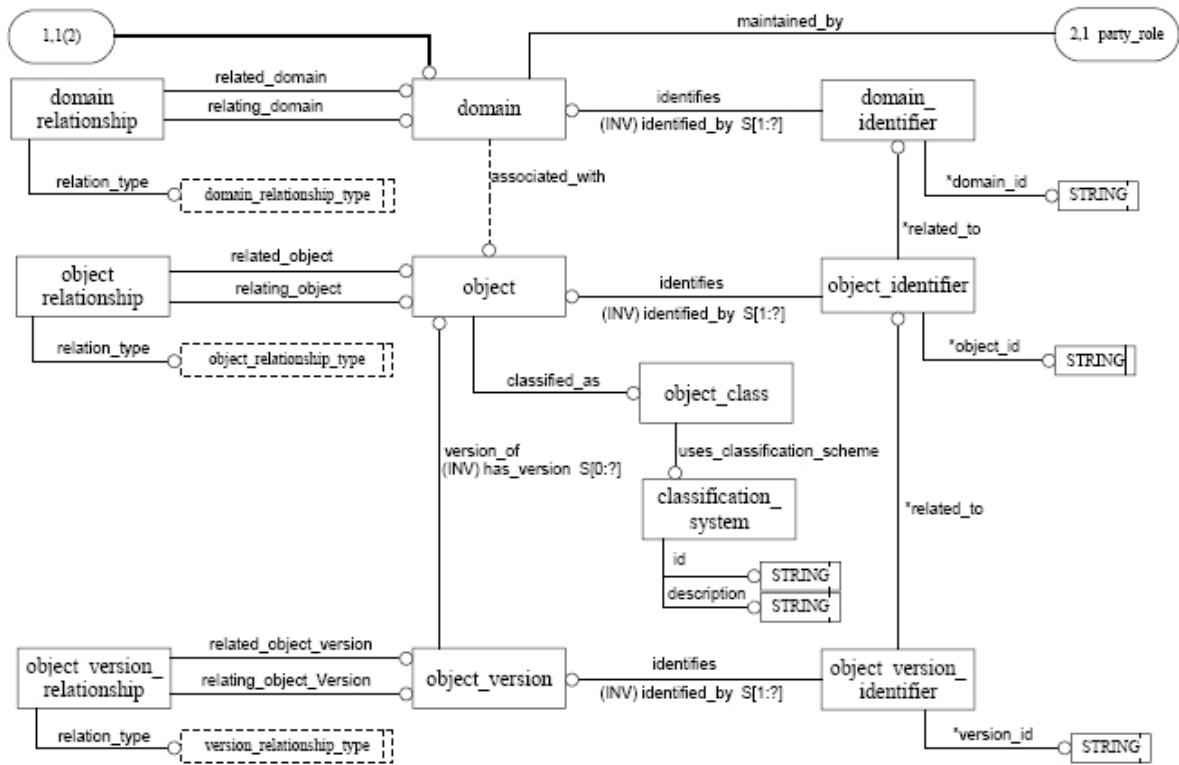 maintained_by
1,1(2)
2,1 party_role
related_domain
relating_domain
domain
relationship
domain
identifies
(INV) identified_by S[1:?]
domain_
identifier
relation_type
domain_relationship_type
associated_with
*domain_id
STRING
*related_to
related_object
relating_object
object
relationship
object
identifies
(INV) identified_by S[1:?]
object_identifier
relation_type
object_relationship_type
*object_id
STRING
classified_as
object_class
version_of
(INV) has_version S[0:?]
uses_classification_scheme
classification_
system
*related_to
id
STRING
description
STRING
related_object_version
relating_object_Version
object version_
relationship
object_version
identifies
(INV) identified_by S[1:?]
object version_
identifier
relation_type
version_relationship_type
*version_id
STRING